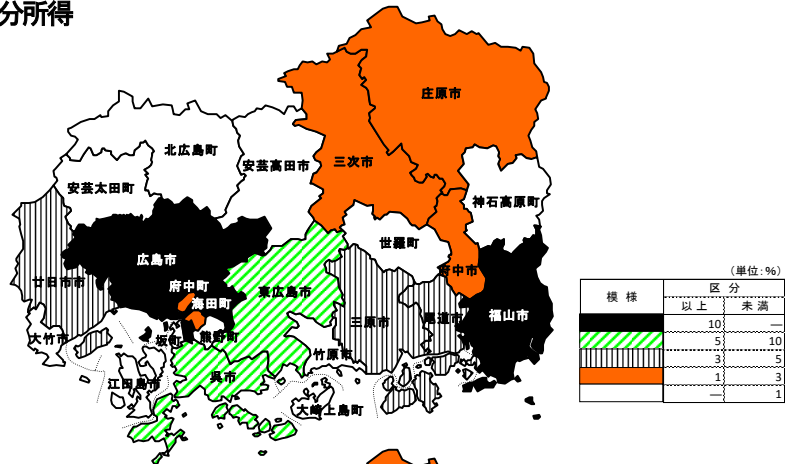 分所得
庄原市
北広島町
安芸高田市
三次市
安芸太田町
神石高原町
世羅町
広島市
府中市
廿日市市
府中町
東広島市
海田町
三原市
尾道市
福山市
大竹市
坂町
熊野町
竹原市
呉市
江田島市
大崎上島町
（単位：％）
模 様 区 分
以 上 未 満
10 ―
5 10
3 5
1 3
― 1